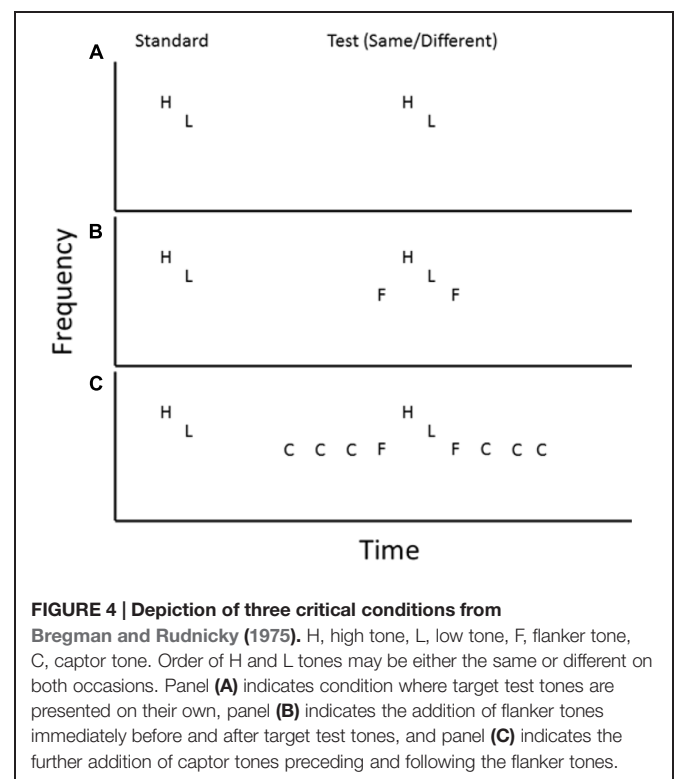 Standard Test (Same/Different)
A
H H
L L
B
H H
L L
F F
Frequency
C
H H
L L
C C C F F C C C
Time
FIGURE 4 | Depiction of three critical conditions from
Bregman and Rudnicky (1975). H, high tone, L, low tone, F, flanker tone,
C, captor tone. Order of H and L tones may be either the same or different on
both occasions. Panel (A) indicates condition where target test tones are
presented on their own, panel (B) indicates the addition of flanker tones
immediately before and after target test tones, and panel (C) indicates the
further addition of captor tones preceding and following the flanker tones.